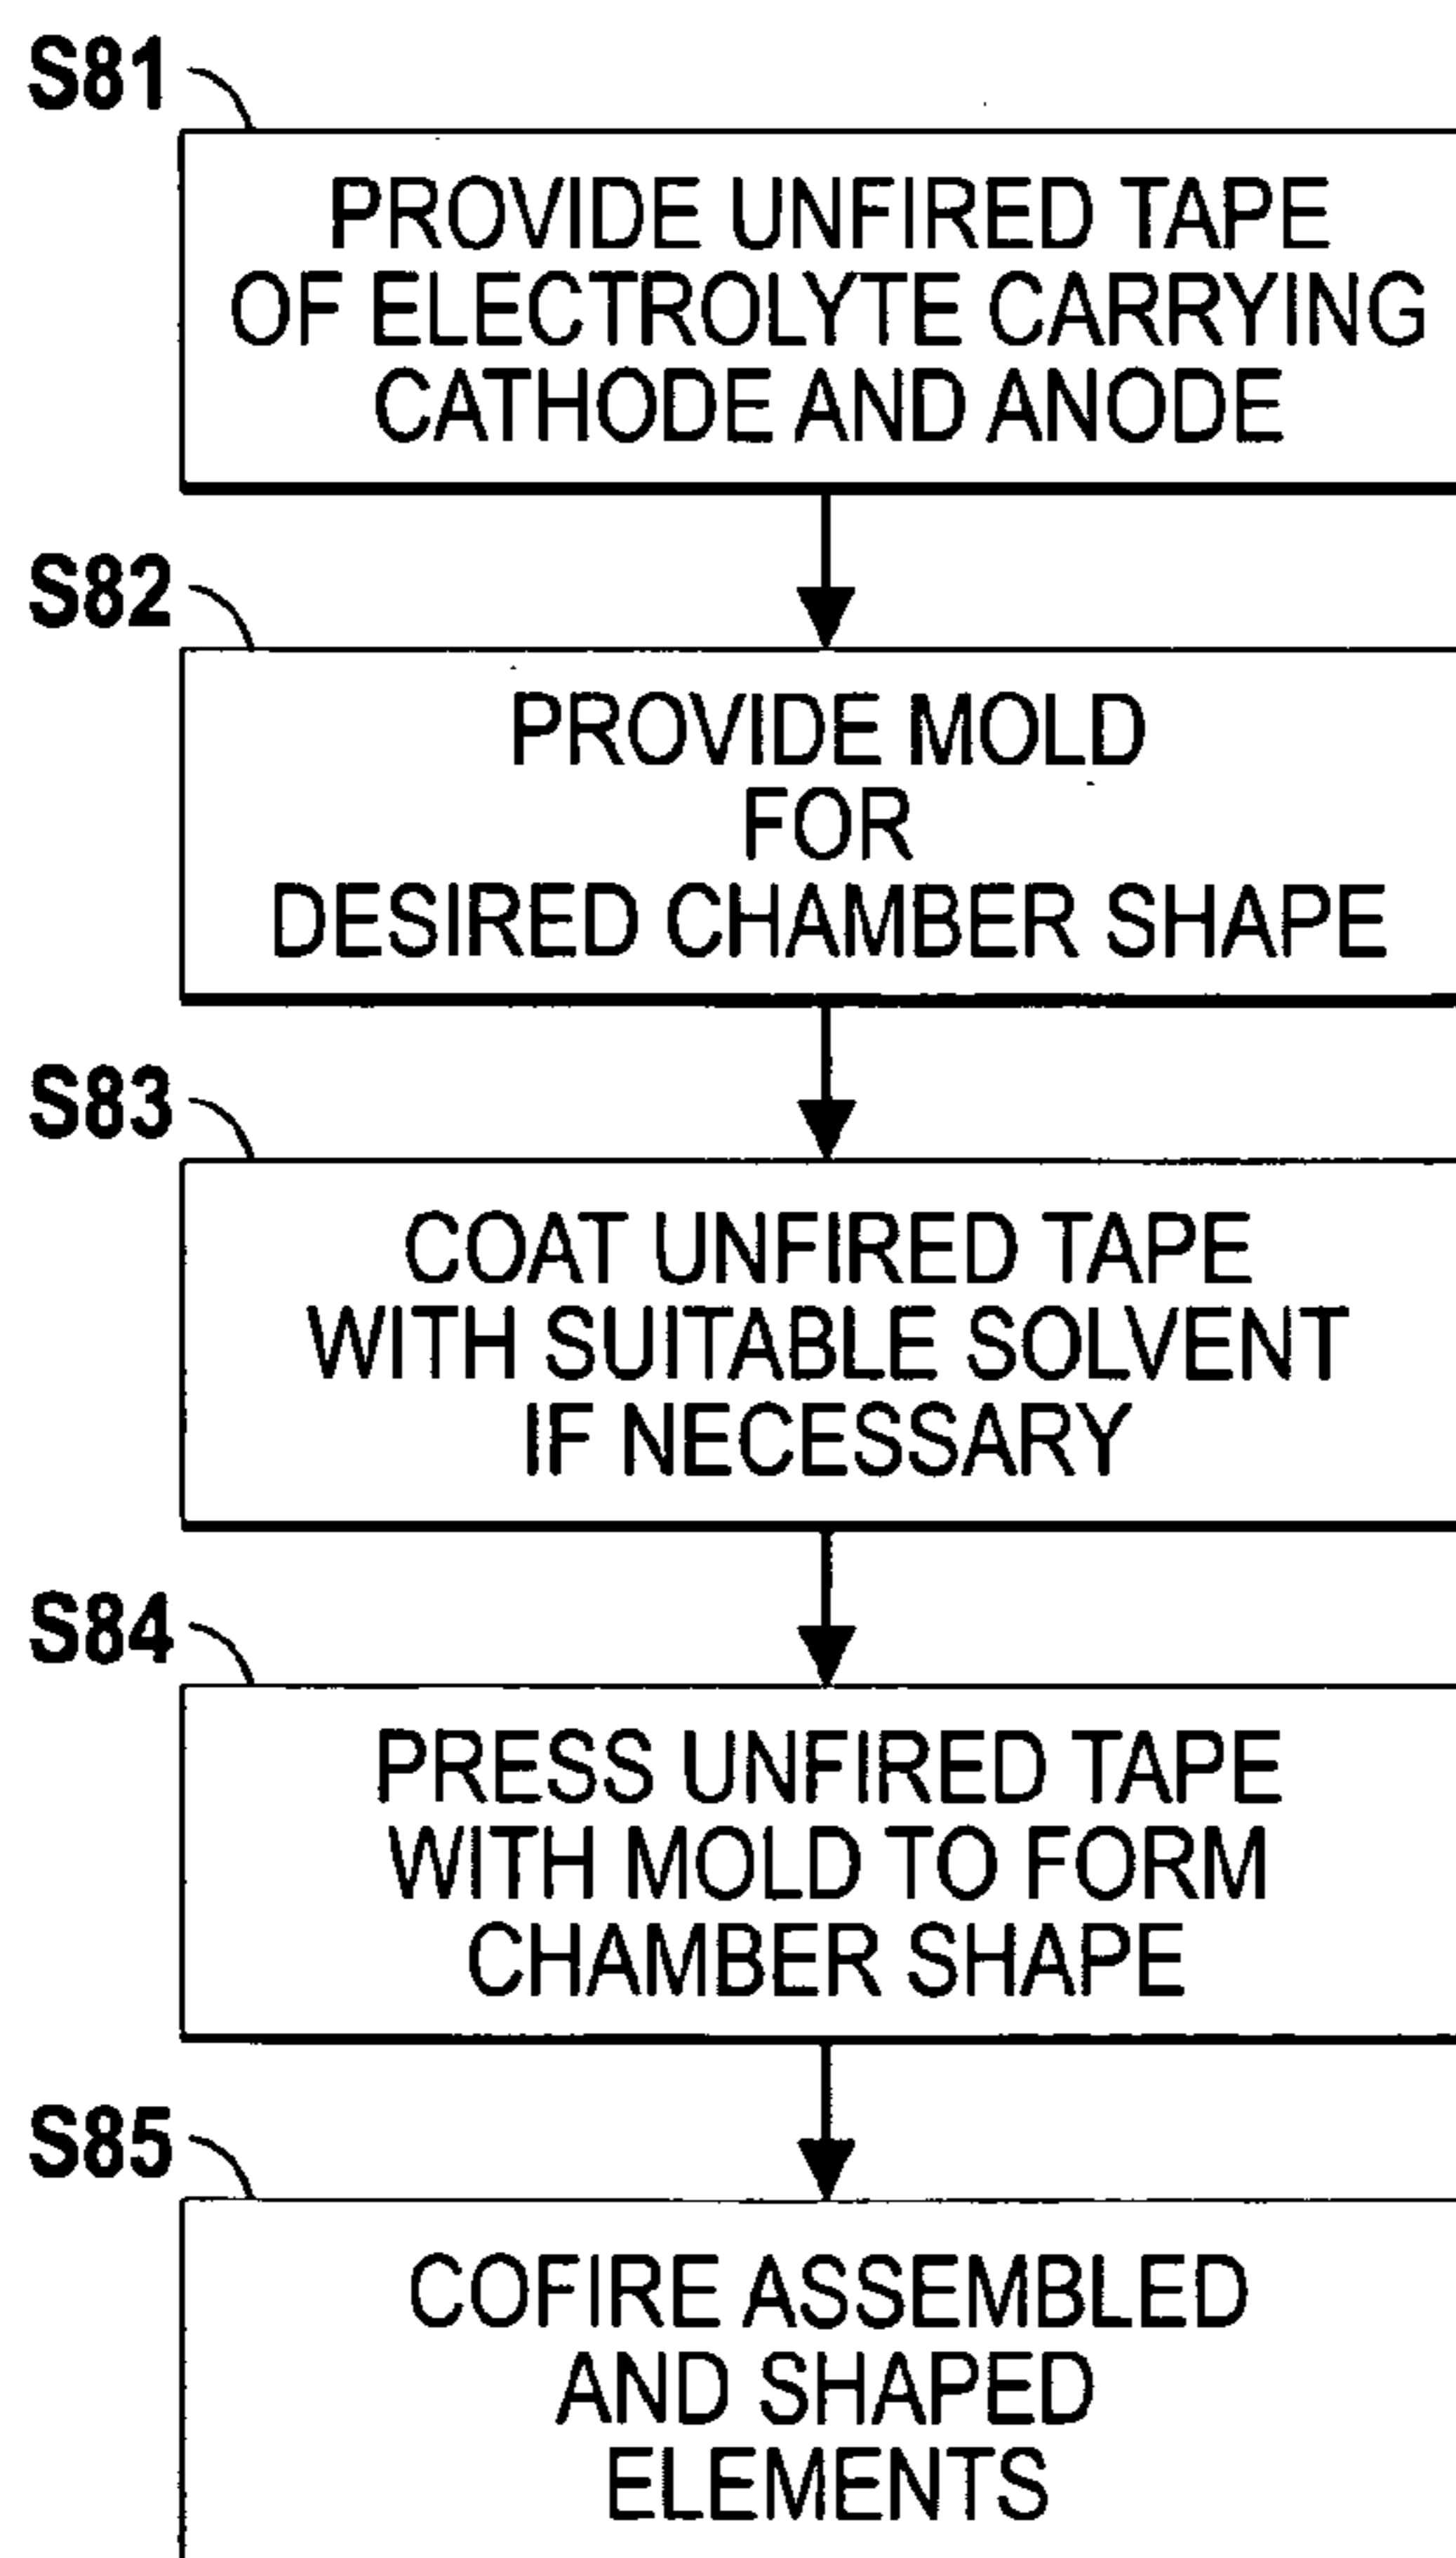 S81
PROVIDE UNFIRED TAPE
OF ELECTROLYTE CARRYING
CATHODE AND ANODE
S82
PROVIDE MOLD
FOR
DESIRED CHAMBER SHAPE
S83
COAT UNFIRED TAPE
WITH SUITABLE SOLVENT
IF NECESSARY
S84
PRESS UNFIRED TAPE
WITH MOLD TO FORM
CHAMBER SHAPE
S85
COFIRE ASSEMBLED
AND SHAPED
ELEMENTS